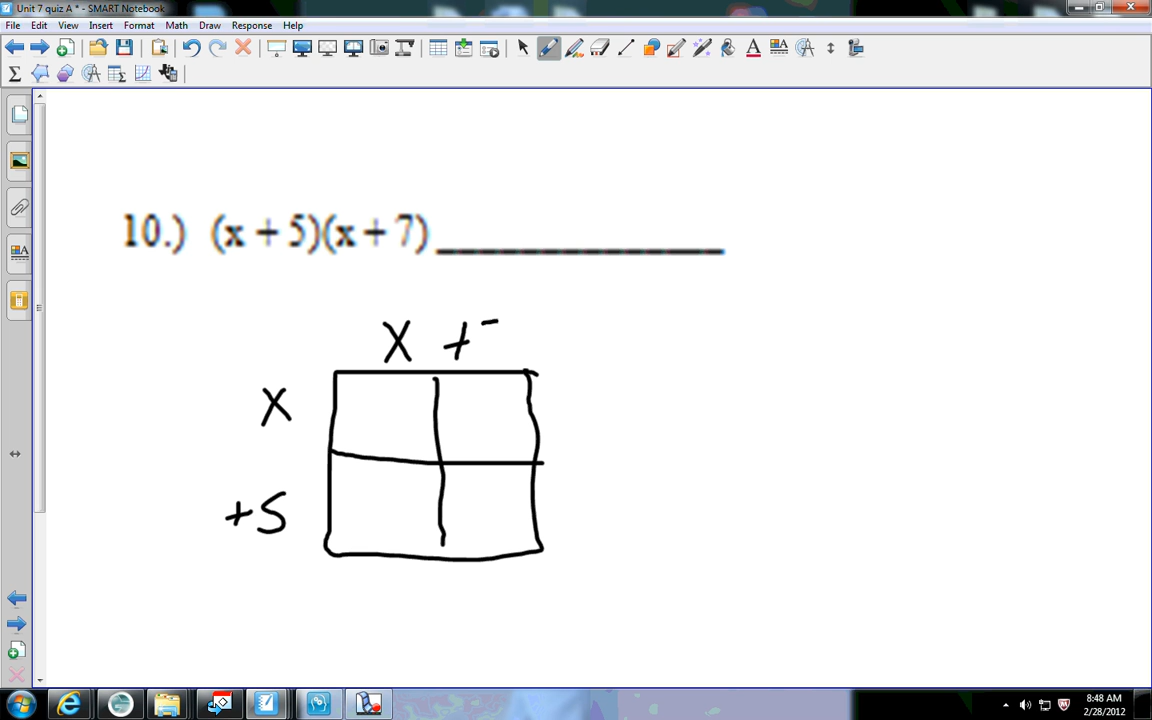 Unit 7 quiz A * - SMART Notebook
File Edit View Insert Format Math Draw Response Help
10.) (x + 5)(x + 7)
X +
X
+5
8:48 AM
2/28/2012